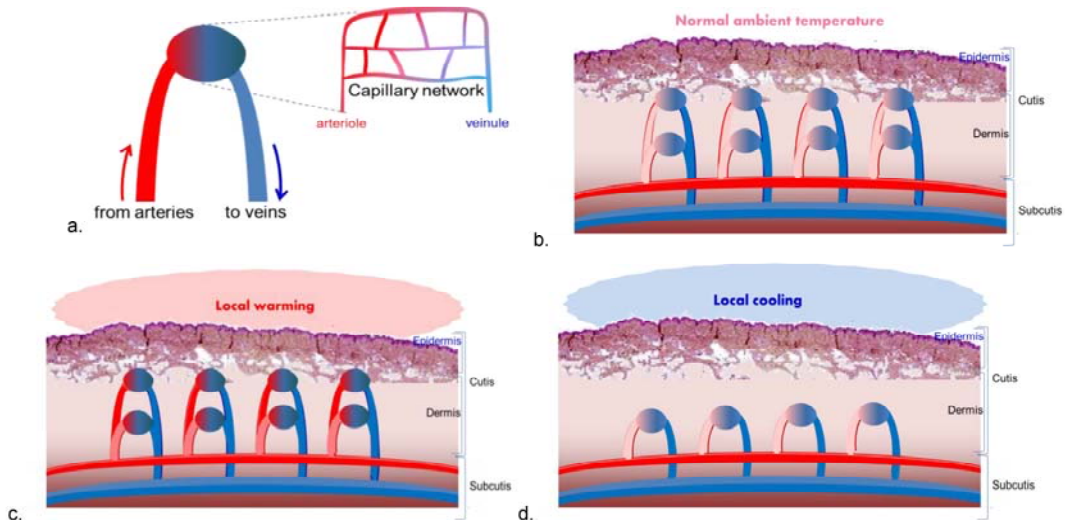 Capillary network
arteriole
veinule
from arteries
to veins
a.
Normal ambient temperature
Epidermis
Cutis
Dermis
Subcutis
b.
Local warming
Epidermis
Cutis
Dermis
Subcutis
c.
Local cooling
Epidermis
Cutis
Dermis
Subcutis
d.